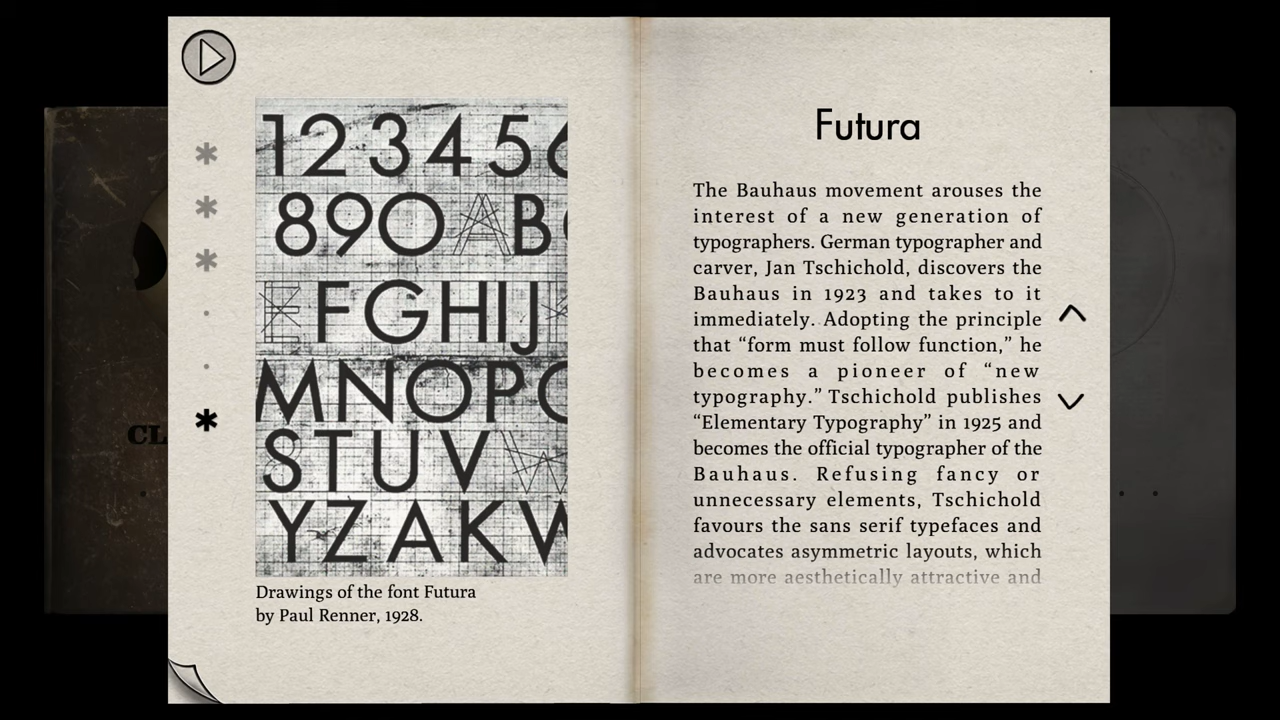 1 2 3 4 5 6
8 9 O A B C
E F G H I J
M N O P
S T U V W
Y Z A K W
Drawings of the font Futura
by Paul Renner, 1928.
Futura
The Bauhaus movement arouses the
interest of a new generation of
typographers. German typographer and
carver, Jan Tschichold, discovers the
Bauhaus in 1923 and takes to it
immediately. Adopting the principle
that “form must follow function,” he
becomes a pioneer of “new
typography.” Tschichold publishes
“Elementary Typography” in 1925 and
becomes the official typographer of the
Bauhaus. Refusing fancy or
unnecessary elements, Tschichold
favours the sans serif typefaces and
advocates asymmetric layouts, which
are more aesthetically attractive and
CL